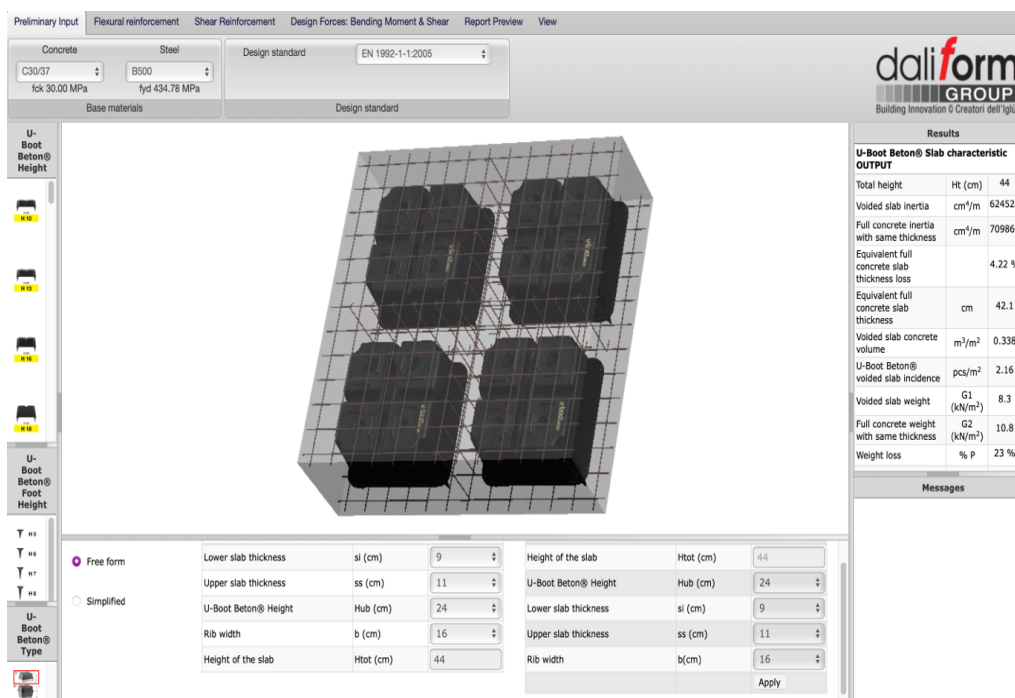 Preliminary Input Flexural reinforcement Shear Reinforcement Design Forces: Bending Moment & Shear Report Preview View
Concrete Steel
C30/37 B500
fck 30.00 MPa fyd 434.78 MPa
Base materials
Design standard EN 1992-1-1:2005
Design standard
daliform
GROUP
Building Innovation © Creatori dell'Iglù
U-
Boot
Beton®
Height
H 10
H 13
H 16
H 18
U-
Boot
Beton®
Foot
Height
H 5
H 6
H 7
H 8
U-
Boot
Beton®
Type
Free form
Simplified
Lower slab thickness si (cm) 9
Upper slab thickness ss (cm) 11
U-Boot Beton® Height Hub (cm) 24
Rib width b (cm) 16
Height of the slab Htot (cm) 44
Height of the slab Htot (cm) 44
U-Boot Beton® Height Hub (cm) 24
Lower slab thickness si (cm) 9
Upper slab thickness ss (cm) 11
Rib width b(cm) 16
Apply
Results
U-Boot Beton® Slab characteristic
OUTPUT
Total height Ht (cm) 44
Voided slab inertia cm⁴/m 62452
Full concrete inertia
with same thickness cm⁴/m 70986
Equivalent full
concrete slab
thickness loss 4.22 %
Equivalent full
concrete slab
thickness cm 42.1
Voided slab concrete
volume m³/m² 0.338
U-Boot Beton®
voided slab incidence pcs/m² 2.16
Voided slab weight G1
(kN/m²) 8.3
Full concrete weight
with same thickness G2
(kN/m²) 10.8
Weight loss % P 23 %
Messages